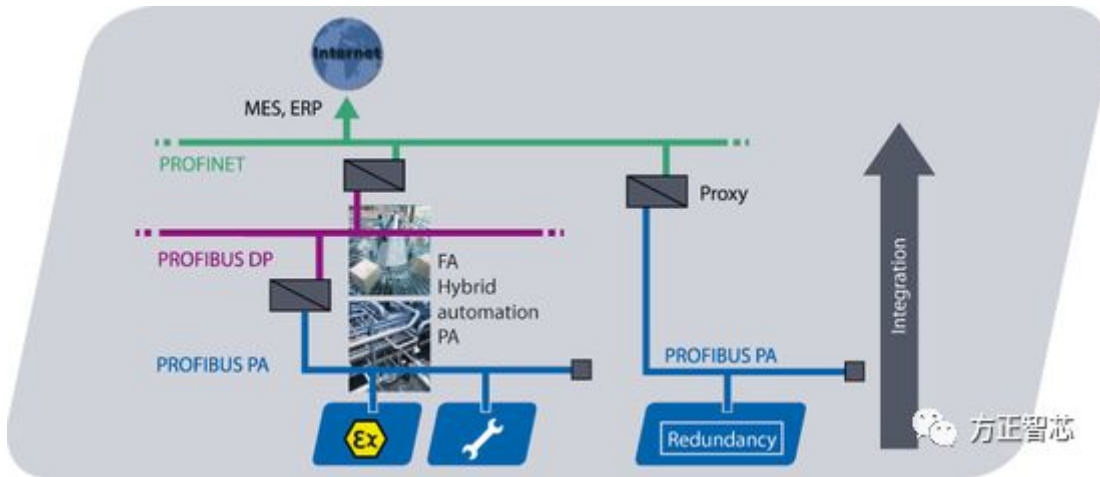 Internet
MES, ERP
PROFINET
Proxy
PROFIBUS DP
FA
Hybrid
automation
PA
PROFIBUS PA
PROFIBUS PA
Integration
Ex
Redundancy
方正智芯